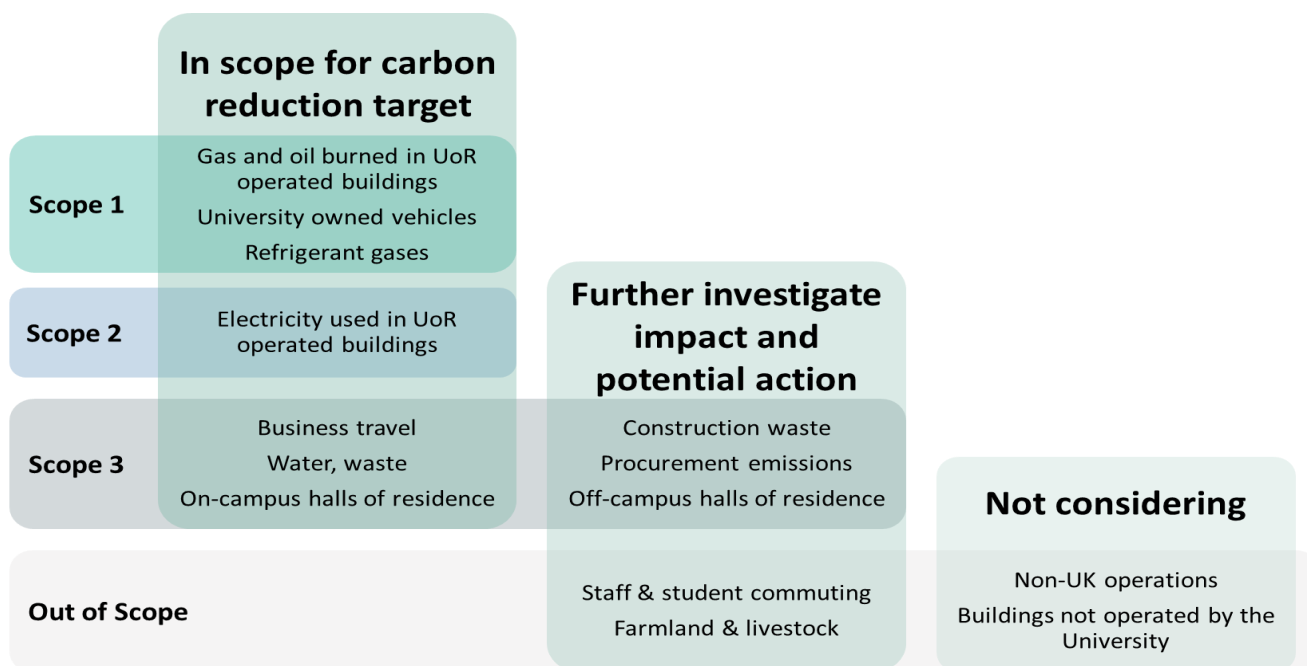 In scope for carbon
reduction target
Scope 1
Gas and oil burned in UoR
operated buildings
University owned vehicles
Refrigerant gases
Scope 2
Electricity used in UoR
operated buildings
Further investigate
impact and
potential action
Scope 3
Business travel
Water, waste
On-campus halls of residence
Construction waste
Procurement emissions
Off-campus halls of residence
Not considering
Out of Scope
Staff & student commuting
Farmland & livestock
Non-UK operations
Buildings not operated by the
University